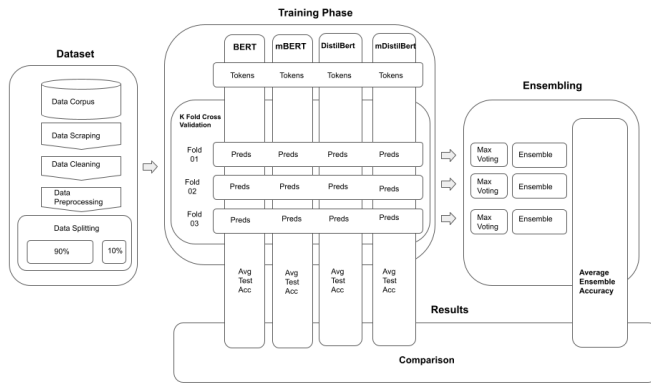 Training Phase
Dataset
BERT mBERT DistilBert mDistilBert
Tokens Tokens Tokens Tokens
Ensembling
Data Corpus
Data Scraping
Data Cleaning
Data
Preprocessing
Data Splitting
90% 10%
K Fold Cross
Validation
Fold
01
Preds Preds Preds Preds
Max
Voting
Ensemble
Fold
02
Preds Preds Preds Preds
Max
Voting
Ensemble
Fold
03
Preds Preds Preds Preds
Max
Voting
Ensemble
Avg
Test
Acc
Avg
Test
Acc
Avg
Test
Acc
Avg
Test
Acc
Average
Ensemble
Accuracy
Results
Comparison